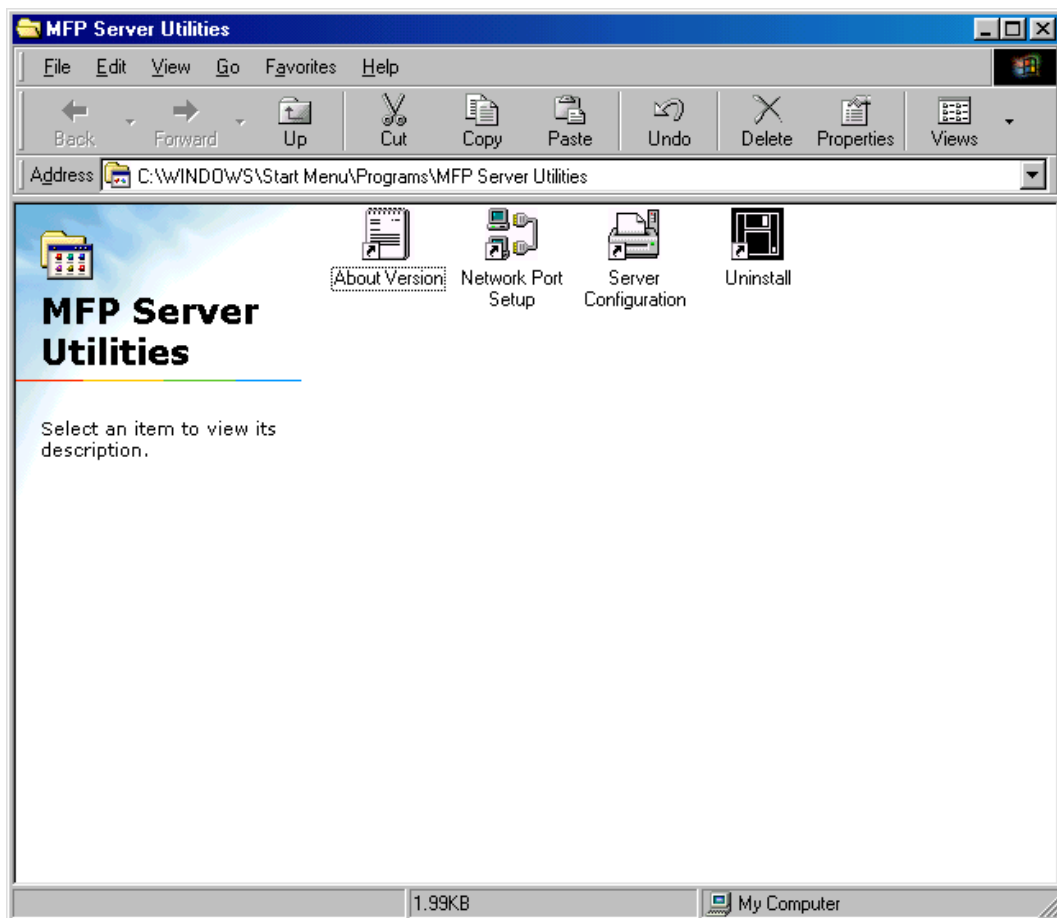 MFP Server Utilities
File Edit View Go Favorites Help
Back Forward Up Cut Copy Paste Undo Delete Properties Views
Address C:\WINDOWS\Start Menu\Programs\MFP Server Utilities
About Version
Network Port
Setup
Server
Configuration
Uninstall
MFP Server
Utilities
Select an item to view its
description.
1.99KB
My Computer